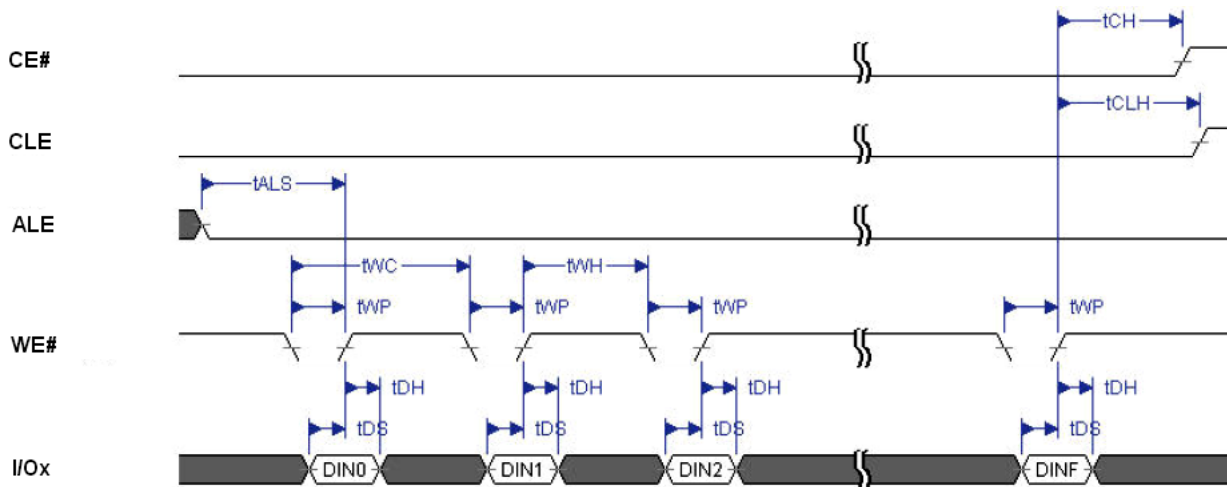 tCH
CE#
tCLH
CLE
tALS
ALE
tWC tWH
tWP tWP tWP tWP
WE#
tDH tDH tDH tDH
tDS tDS tDS tDS
I/Ox DIN0 DIN1 DIN2 DINF